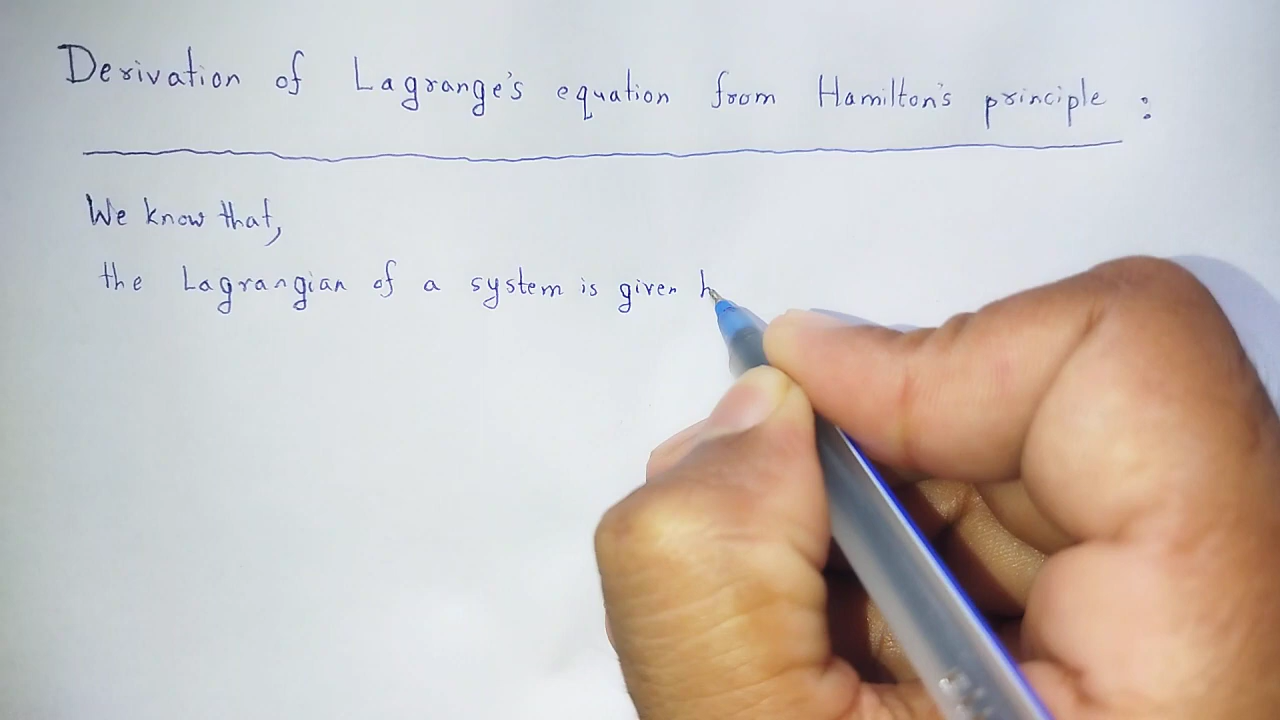 Derivation of Lagrange's equation from Hamilton's principle :
We know that,
the Lagrangian of a system is given